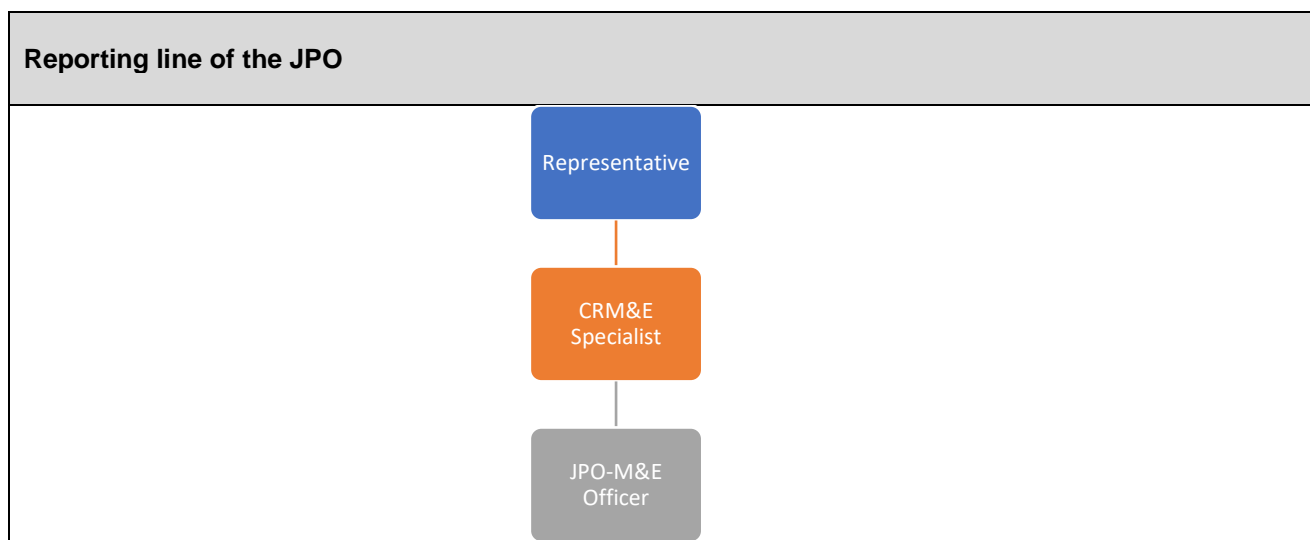 Reporting line of the JPO
Representative
CRM&E
Specialist
JPO-M&E
Officer